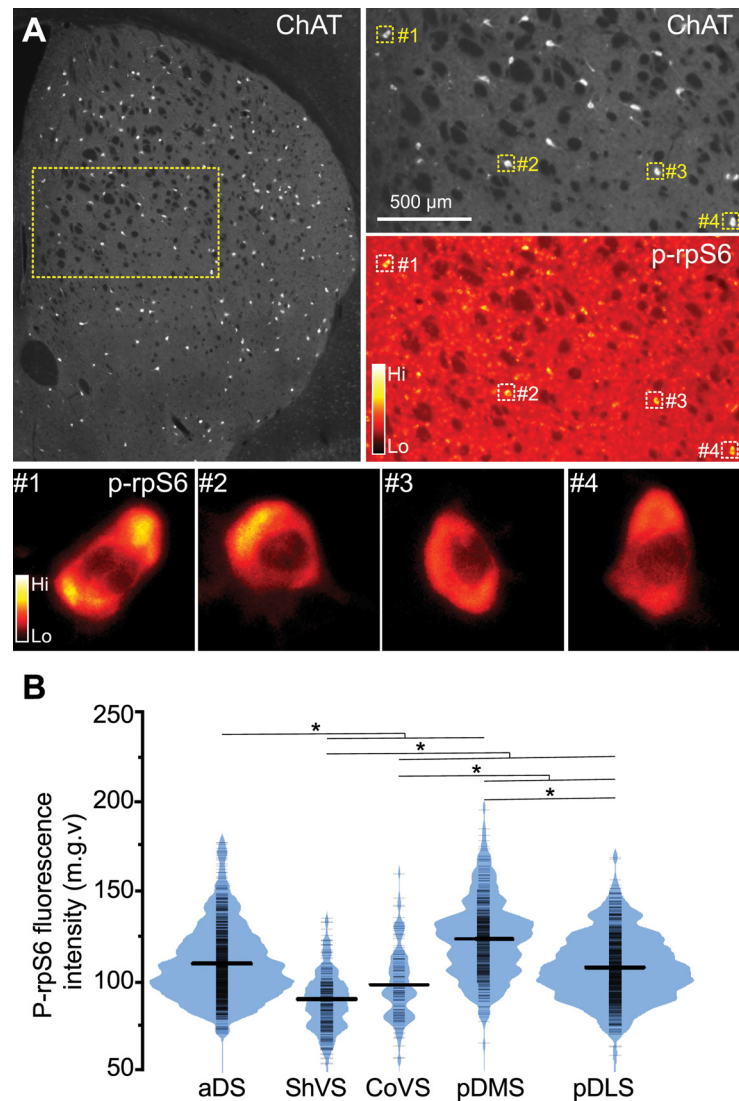 A
ChAT
ChAT
#1
#2
#3
#4
500 µm
p-rpS6
#1
#2
#3
#4
Hi
Lo
#1
p-rpS6
#2
#3
#4
Hi
Lo
B
P-rpS6 fluorescence
intensity (m.g.v)
250
200
150
100
50
*
*
*
*
aDS
ShVS
CoVS
pDMS
pDLS